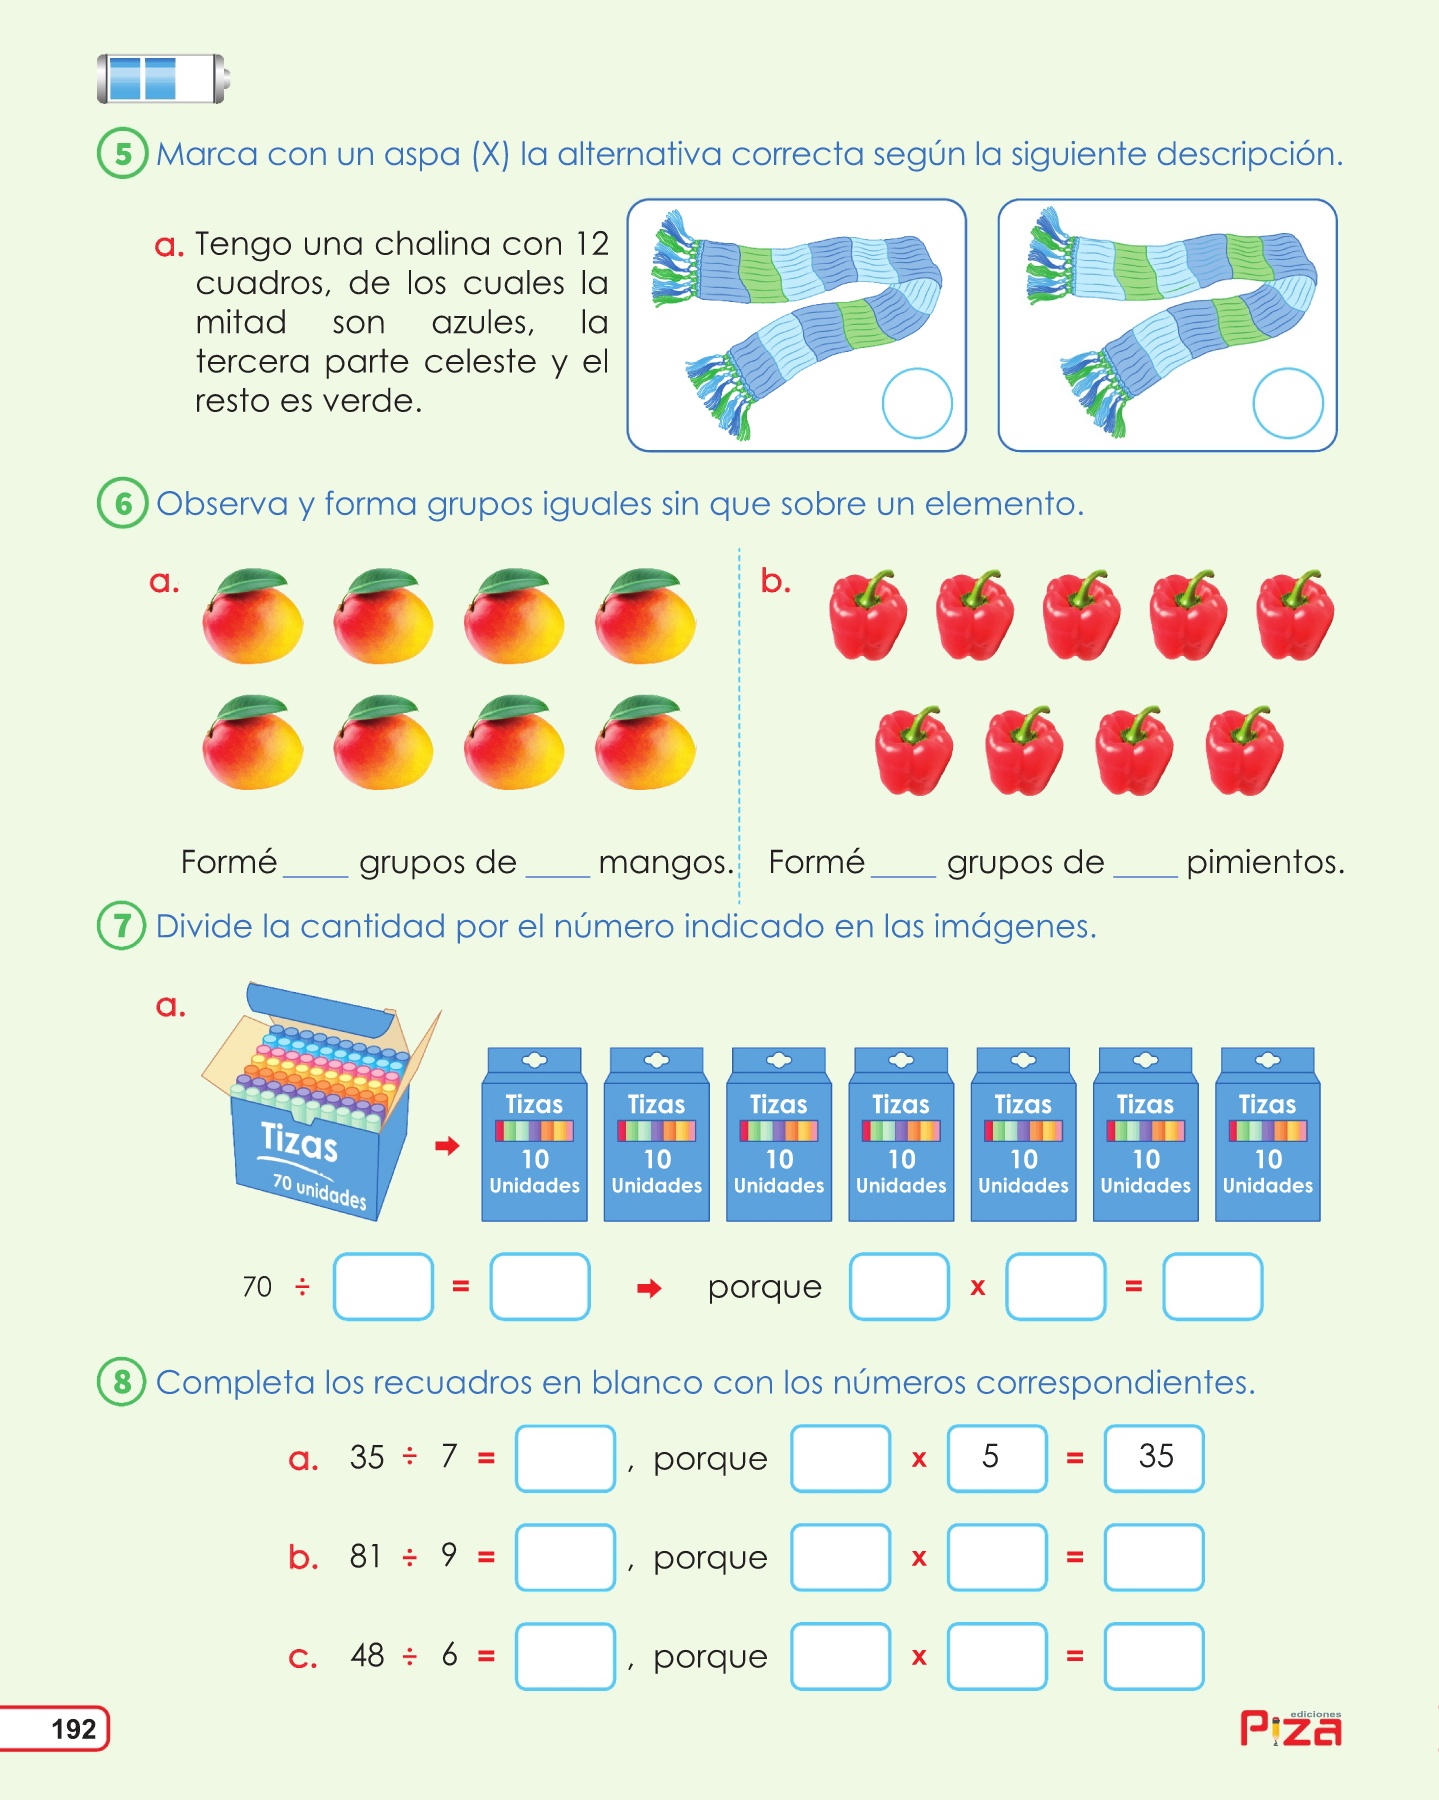 5 Marca con un aspa (X) la alternativa correcta según la siguiente descripción.
a. Tengo una chalina con 12
cuadros, de los cuales la
mitad son azules, la
tercera parte celeste y el
resto es verde.
6 Observa y forma grupos iguales sin que sobre un elemento.
a.
Formé ____ grupos de ____ mangos.
b.
Formé ____ grupos de ____ pimientos.
7 Divide la cantidad por el número indicado en las imágenes.
a.
Tizas
70 unidades
Tizas
10
Unidades
Tizas
10
Unidades
Tizas
10
Unidades
Tizas
10
Unidades
Tizas
10
Unidades
Tizas
10
Unidades
Tizas
10
Unidades
70 ÷ = porque x =
8 Completa los recuadros en blanco con los números correspondientes.
a. 35 ÷ 7 = , porque x 5 = 35
b. 81 ÷ 9 = , porque x =
c. 48 ÷ 6 = , porque x =
192
ediciones
Piza